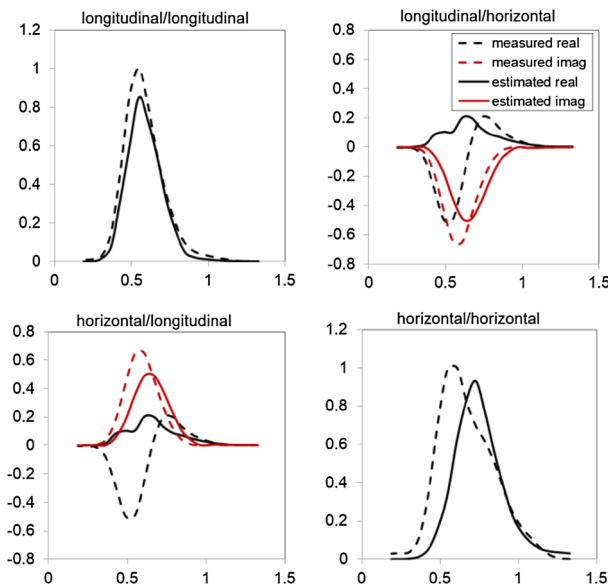 longitudinal/longitudinal
1.2
1
0.8
0.6
0.4
0.2
0
0 0.5 1 1.5
longitudinal/horizontal
measured real
measured imag
estimated real
estimated imag
0.8
0.6
0.4
0.2
0
-0.2
-0.4
-0.6
-0.8
0 0.5 1 1.5
horizontal/longitudinal
0.8
0.6
0.4
0.2
0
-0.2
-0.4
-0.6
-0.8
0 0.5 1 1.5
horizontal/horizontal
1.2
1
0.8
0.6
0.4
0.2
0
0 0.5 1 1.5